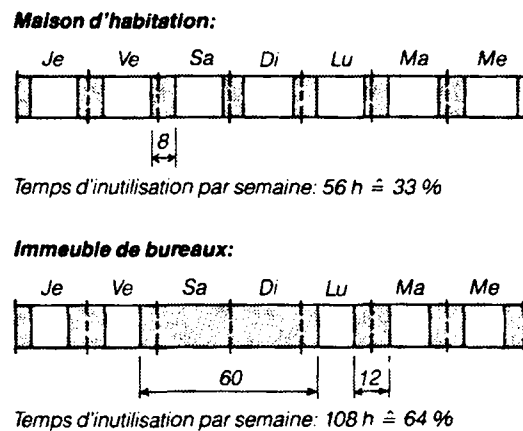 Maison d'habitation:
Je Ve Sa Di Lu Ma Me
8
Temps d'inutilisation par semaine: 56 h ≙ 33 %
Immeuble de bureaux:
Je Ve Sa Di Lu Ma Me
60 12
Temps d'inutilisation par semaine: 108 h ≙ 64 %